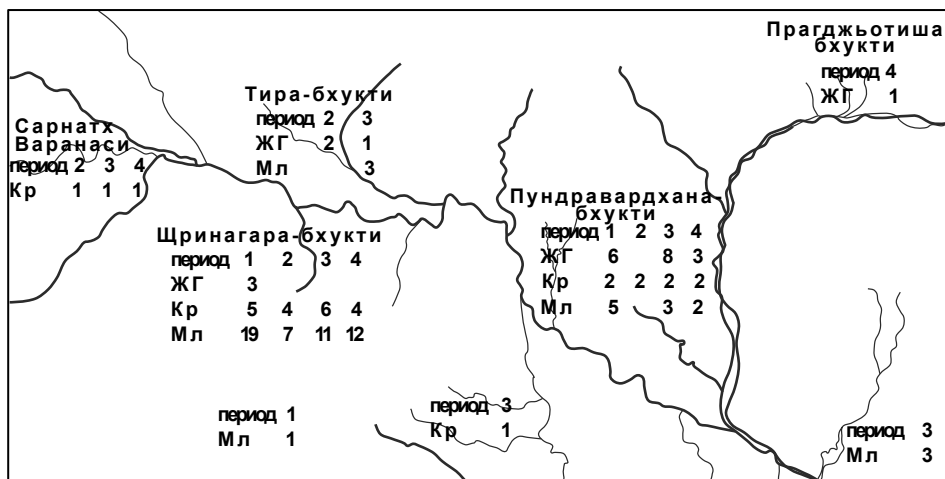 Прагджьотиша
бхукти
период 4
ЖГ 1
Тира-бхукти
период 2 3
ЖГ 2 1
Мл 3
Сарнатх
Варанаси
период 2 3 4
Кр 1 1 1
Пундравардхана-
бхукти
период 1 2 3 4
ЖГ 6 8 3
Кр 2 2 2 2
Мл 5 3 2
Щринагара-бхукти
период 1 2 3 4
ЖГ 3
Кр 5 4 6 4
Мл 19 7 11 12
период 1
Мл 1
период 3
Кр 1
период 3
Мл 3